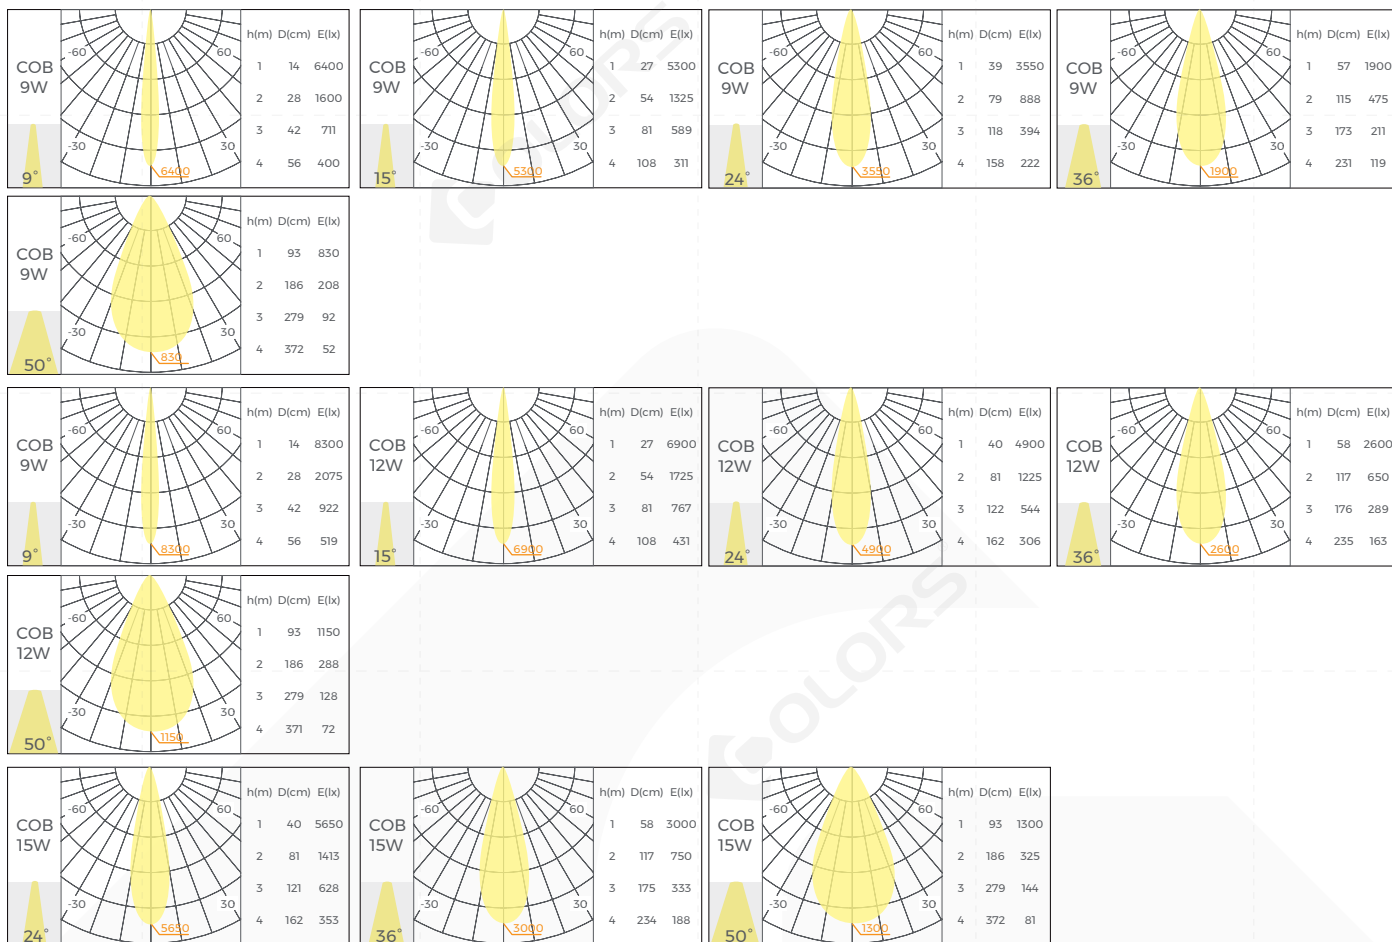 COB
9W
9°
-60
60
-30
30
6400
h(m) D(cm) E(lx)
1 14 6400
2 28 1600
3 42 711
4 56 400
COB
9W
15°
-60
60
-30
30
5300
h(m) D(cm) E(lx)
1 27 5300
2 54 1325
3 81 589
4 108 311
COB
9W
24°
-60
60
-30
30
3550
h(m) D(cm) E(lx)
1 39 3550
2 79 888
3 118 394
4 158 222
COB
9W
36°
-60
60
-30
30
1900
h(m) D(cm) E(lx)
1 57 1900
2 115 475
3 173 211
4 231 119
COB
9W
50°
-60
60
-30
30
830
h(m) D(cm) E(lx)
1 93 830
2 186 208
3 279 92
4 372 52
COB
9W
9°
-60
60
-30
30
8300
h(m) D(cm) E(lx)
1 14 8300
2 28 2075
3 42 922
4 56 519
COB
12W
15°
-60
60
-30
30
6900
h(m) D(cm) E(lx)
1 27 6900
2 54 1725
3 81 767
4 108 431
COB
12W
24°
-60
60
-30
30
4900
h(m) D(cm) E(lx)
1 40 4900
2 81 1225
3 122 544
4 162 306
COB
12W
36°
-60
60
-30
30
2600
h(m) D(cm) E(lx)
1 58 2600
2 117 650
3 176 289
4 235 163
COB
12W
50°
-60
60
-30
30
1150
h(m) D(cm) E(lx)
1 93 1150
2 186 288
3 279 128
4 371 72
COB
15W
24°
-60
60
-30
30
5650
h(m) D(cm) E(lx)
1 40 5650
2 81 1413
3 121 628
4 162 353
COB
15W
36°
-60
60
-30
30
3000
h(m) D(cm) E(lx)
1 58 3000
2 117 750
3 175 333
4 234 188
COB
15W
50°
-60
60
-30
30
1300
h(m) D(cm) E(lx)
1 93 1300
2 186 325
3 279 144
4 372 81
COLORS
COLORS